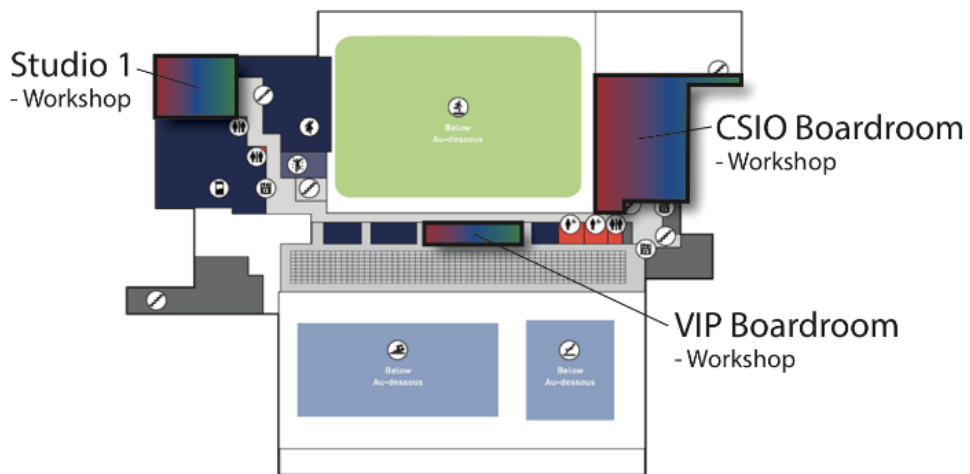 Studio 1
- Workshop
Below
Au-dessous
CSIO Boardroom
- Workshop
VIP Boardroom
- Workshop
Below
Au-dessous
Below
Au-dessous